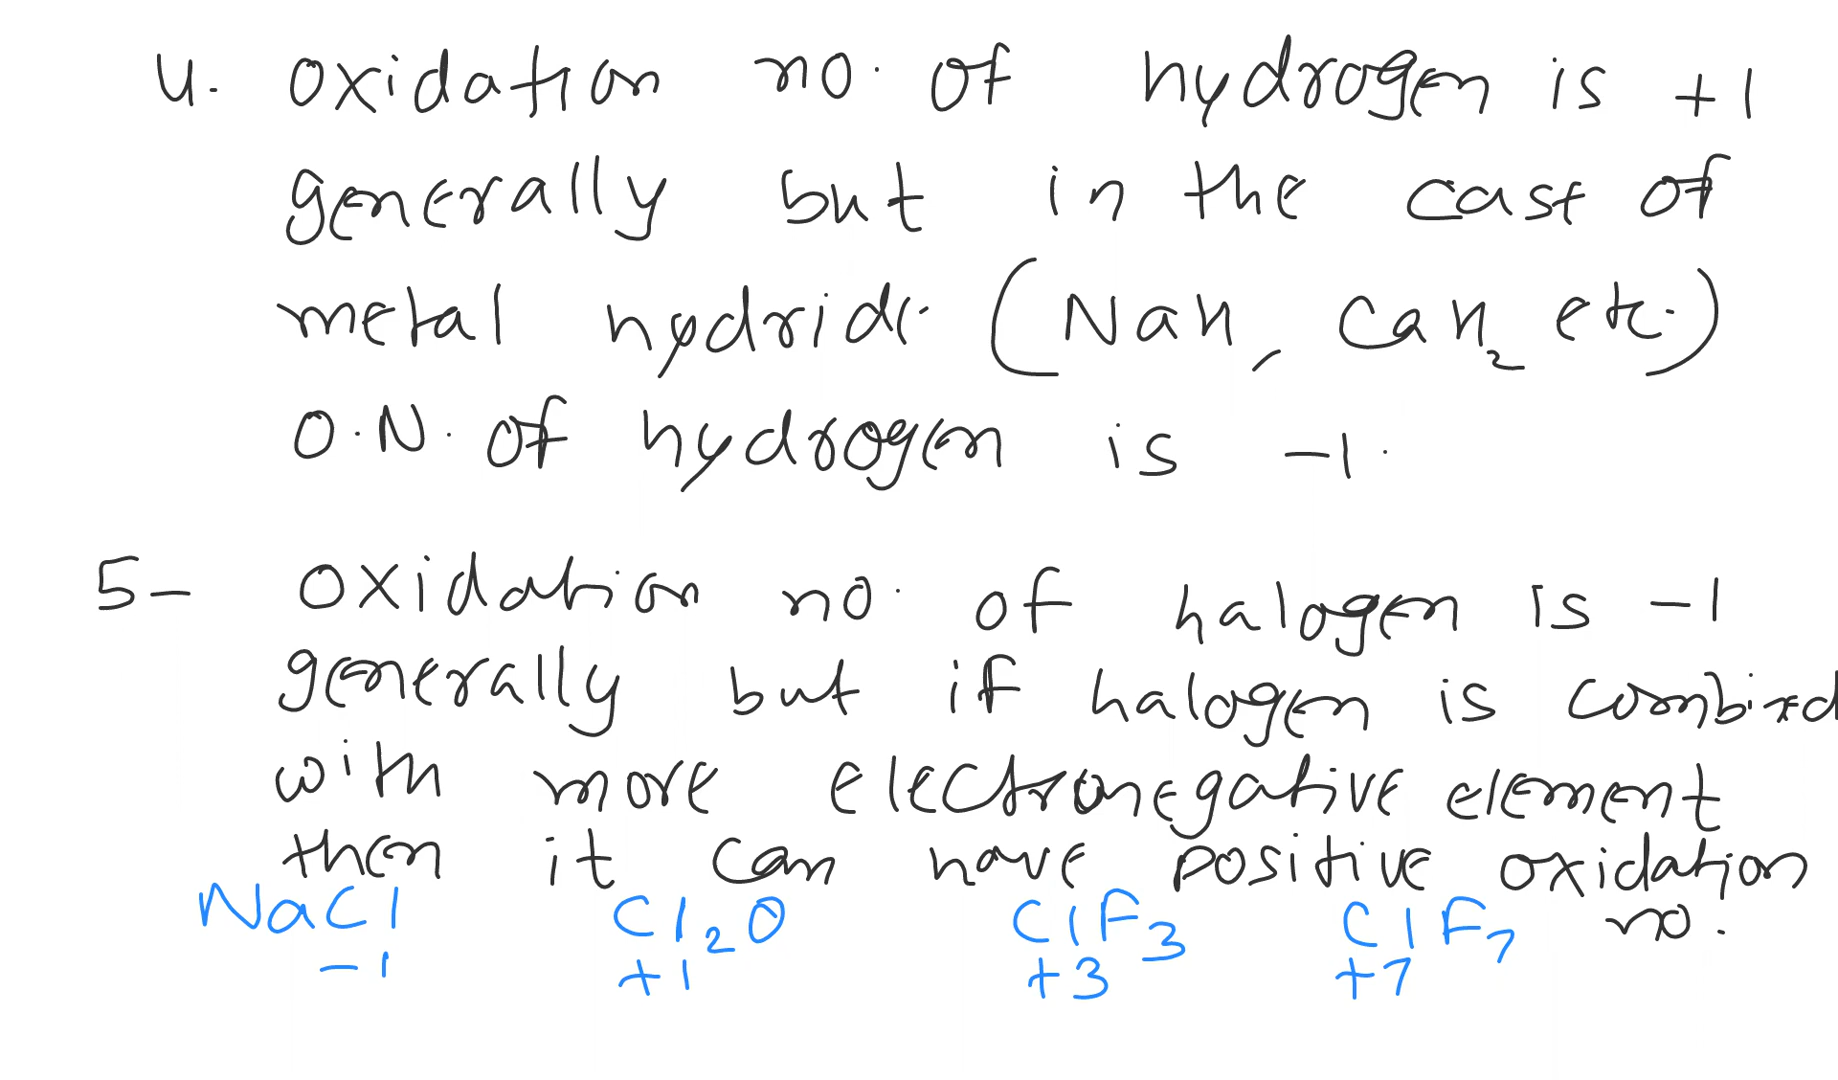 4. Oxidation no. of hydrogen is +1
generally but in the case of
metal hydride (NaH, CaH₂ etc.)
O.N. of hydrogen is -1.
5- Oxidation no. of halogen is -1
generally but if halogen is combined
with more electronegative element
then it can have positive oxidation
no.
NaCl Cl₂O ClF₃ ClF₇
-1 +1 +3 +7